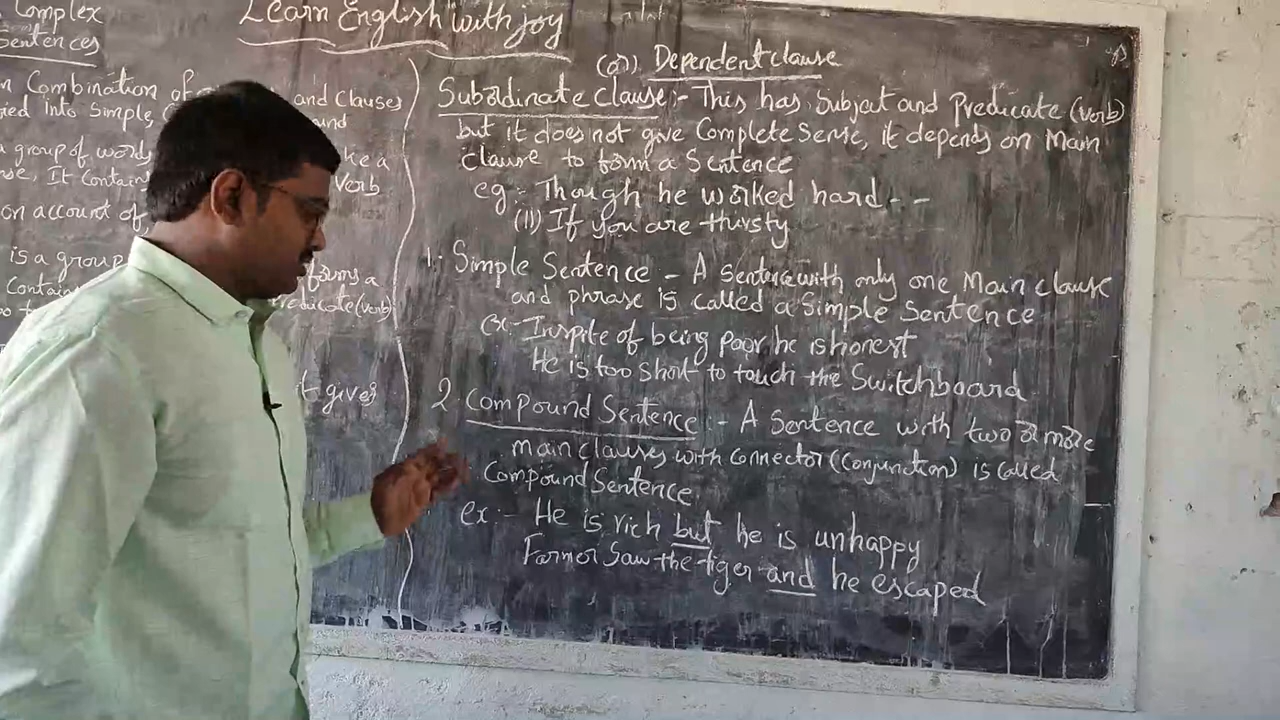 Complex
Sentences
Learn English with joy
n Combination of and Clauses
ied into Simple, und
a group of words ke a
se, It contains Verb
on account of
is a group forms a
Contain Predicate (verb)
it gives
(or) Dependent clause
Subordinate Clause:- This has Subject and Predicate (verb)
but it does not give Complete Sense, it depends on Main
clause to form a Sentence
eg:- Though he worked hard - -
(II) If you are thirsty
1. Simple Sentence - A Sentence with only one Main clause
and phrase is called a Simple Sentence
ex:- Inspite of being poor he is honest
He is too short to touch the Switchboard
2. Compound Sentence:- A Sentence with two or more
main clauses with connector (conjunction) is called
Compound Sentence
ex:- He is rich but he is unhappy
Farmer Saw the tiger and he escaped